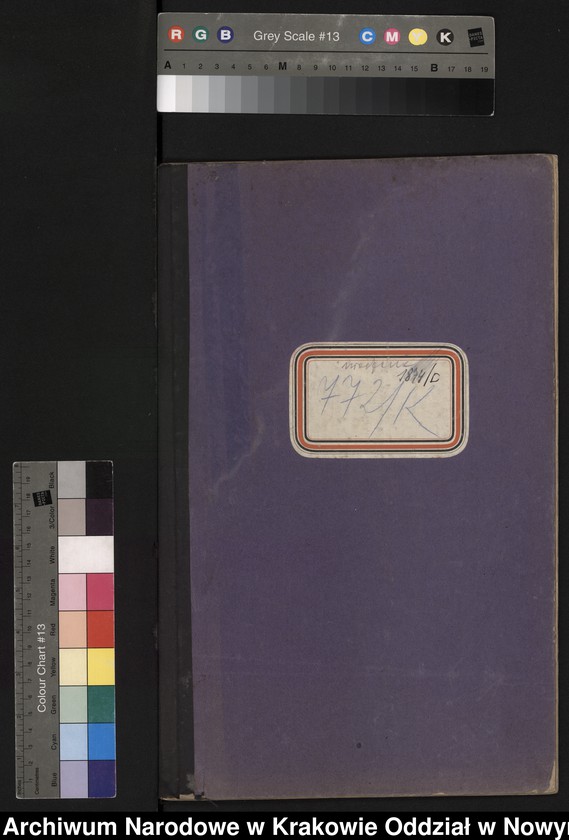 R G B Grey Scale #13 C M Y K
A 1 2 3 4 5 6 M 8 9 10 11 12 13 14 15 B 17 18 19
1814/D
772/K
Colour Chart #13
Blue Cyan Green Yellow Red Magenta White 3/Color Black
Centimetres
Archiwum Narodowe w Krakowie Oddział w Nowy